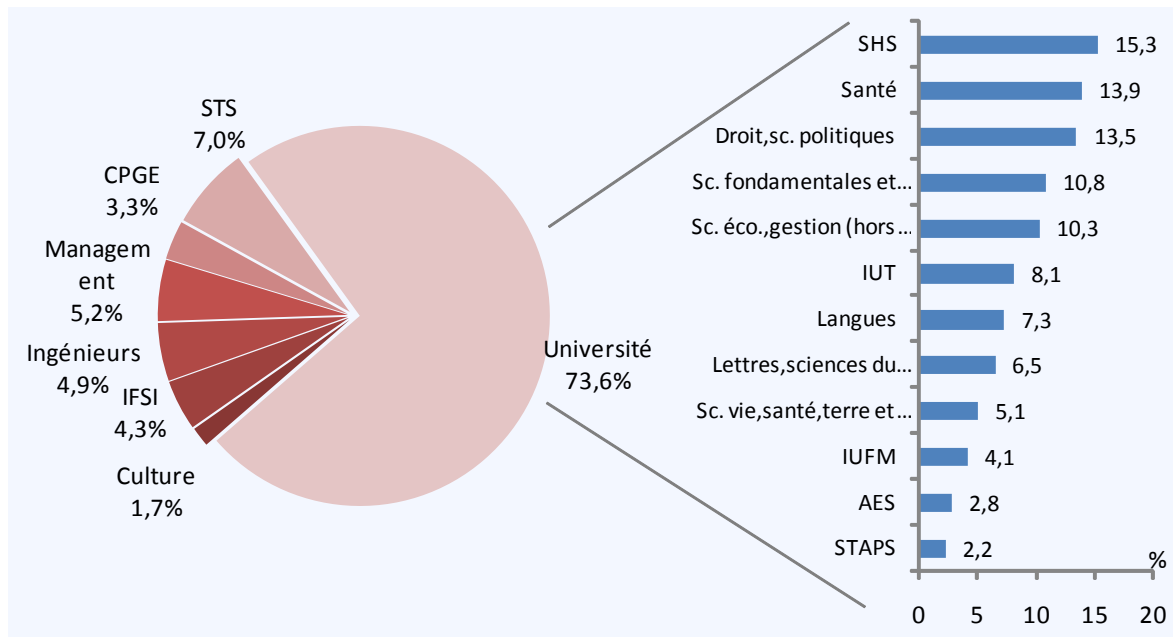 STS
7,0%
CPGE
3,3%
Managem
ent
5,2%
Ingénieurs
4,9%
IFSI
4,3%
Culture
1,7%
Université
73,6%
SHS 15,3
Santé 13,9
Droit,sc. politiques 13,5
Sc. fondamentales et... 10,8
Sc. éco.,gestion (hors ... 10,3
IUT 8,1
Langues 7,3
Lettres,sciences du... 6,5
Sc. vie,santé,terre et... 5,1
IUFM 4,1
AES 2,8
STAPS 2,2
%
0 5 10 15 20